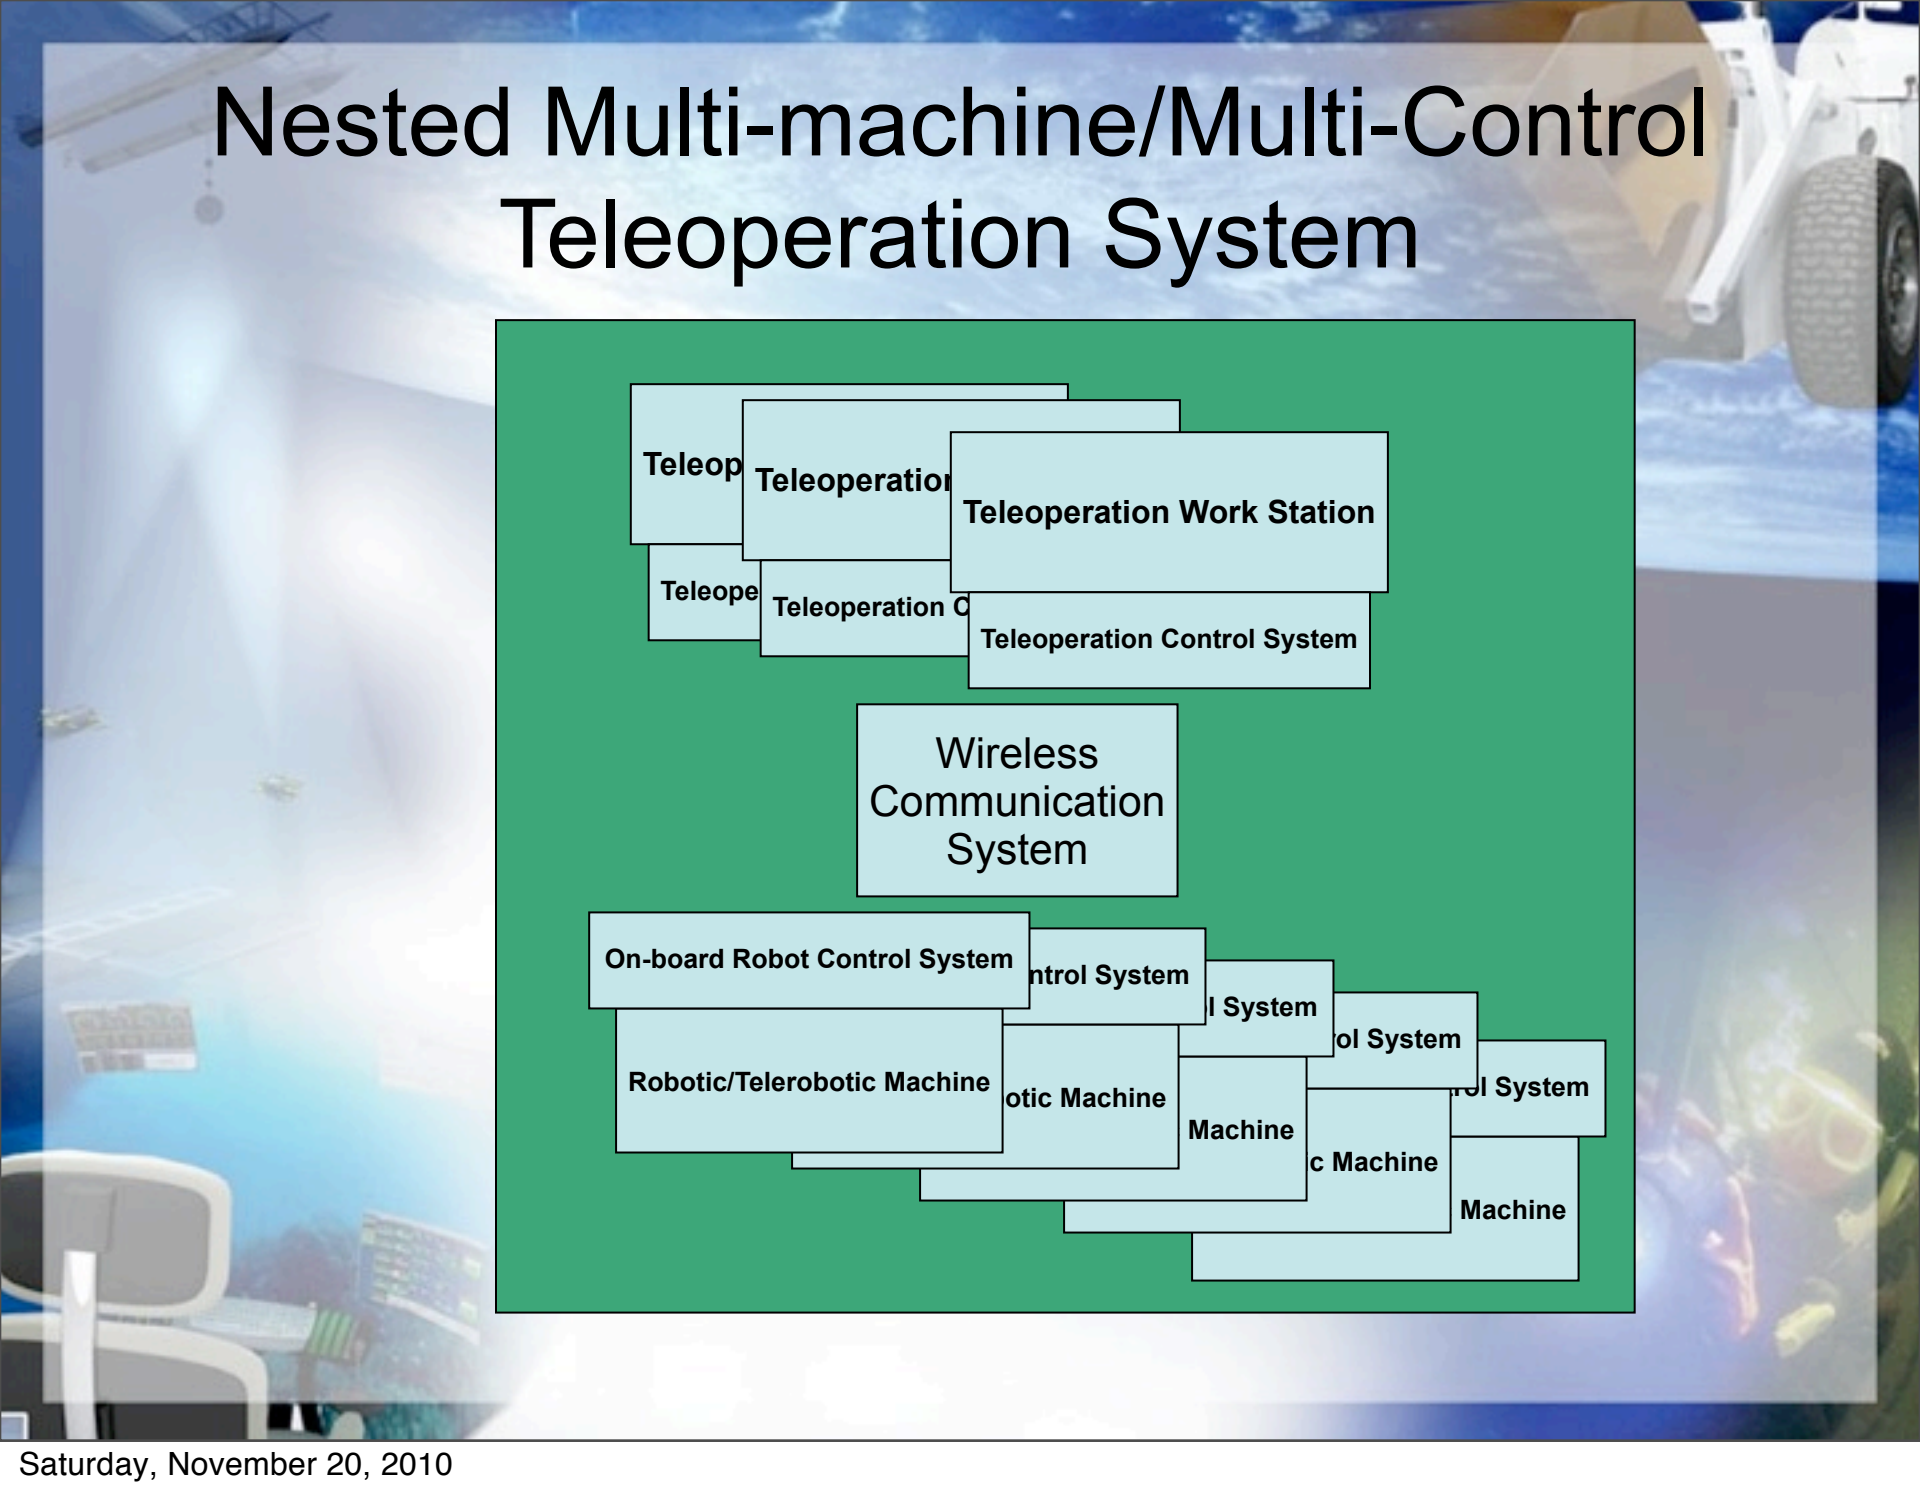 Nested Multi-machine/Multi-Control
Teleoperation System
Teleop
Teleoperation
Teleoperation Work Station
Teleope
Teleoperation C
Teleoperation Control System
Wireless
Communication
System
On-board Robot Control System
ntrol System
l System
ol System
rol System
Robotic/Telerobotic Machine
otic Machine
Machine
c Machine
Machine
Saturday, November 20, 2010